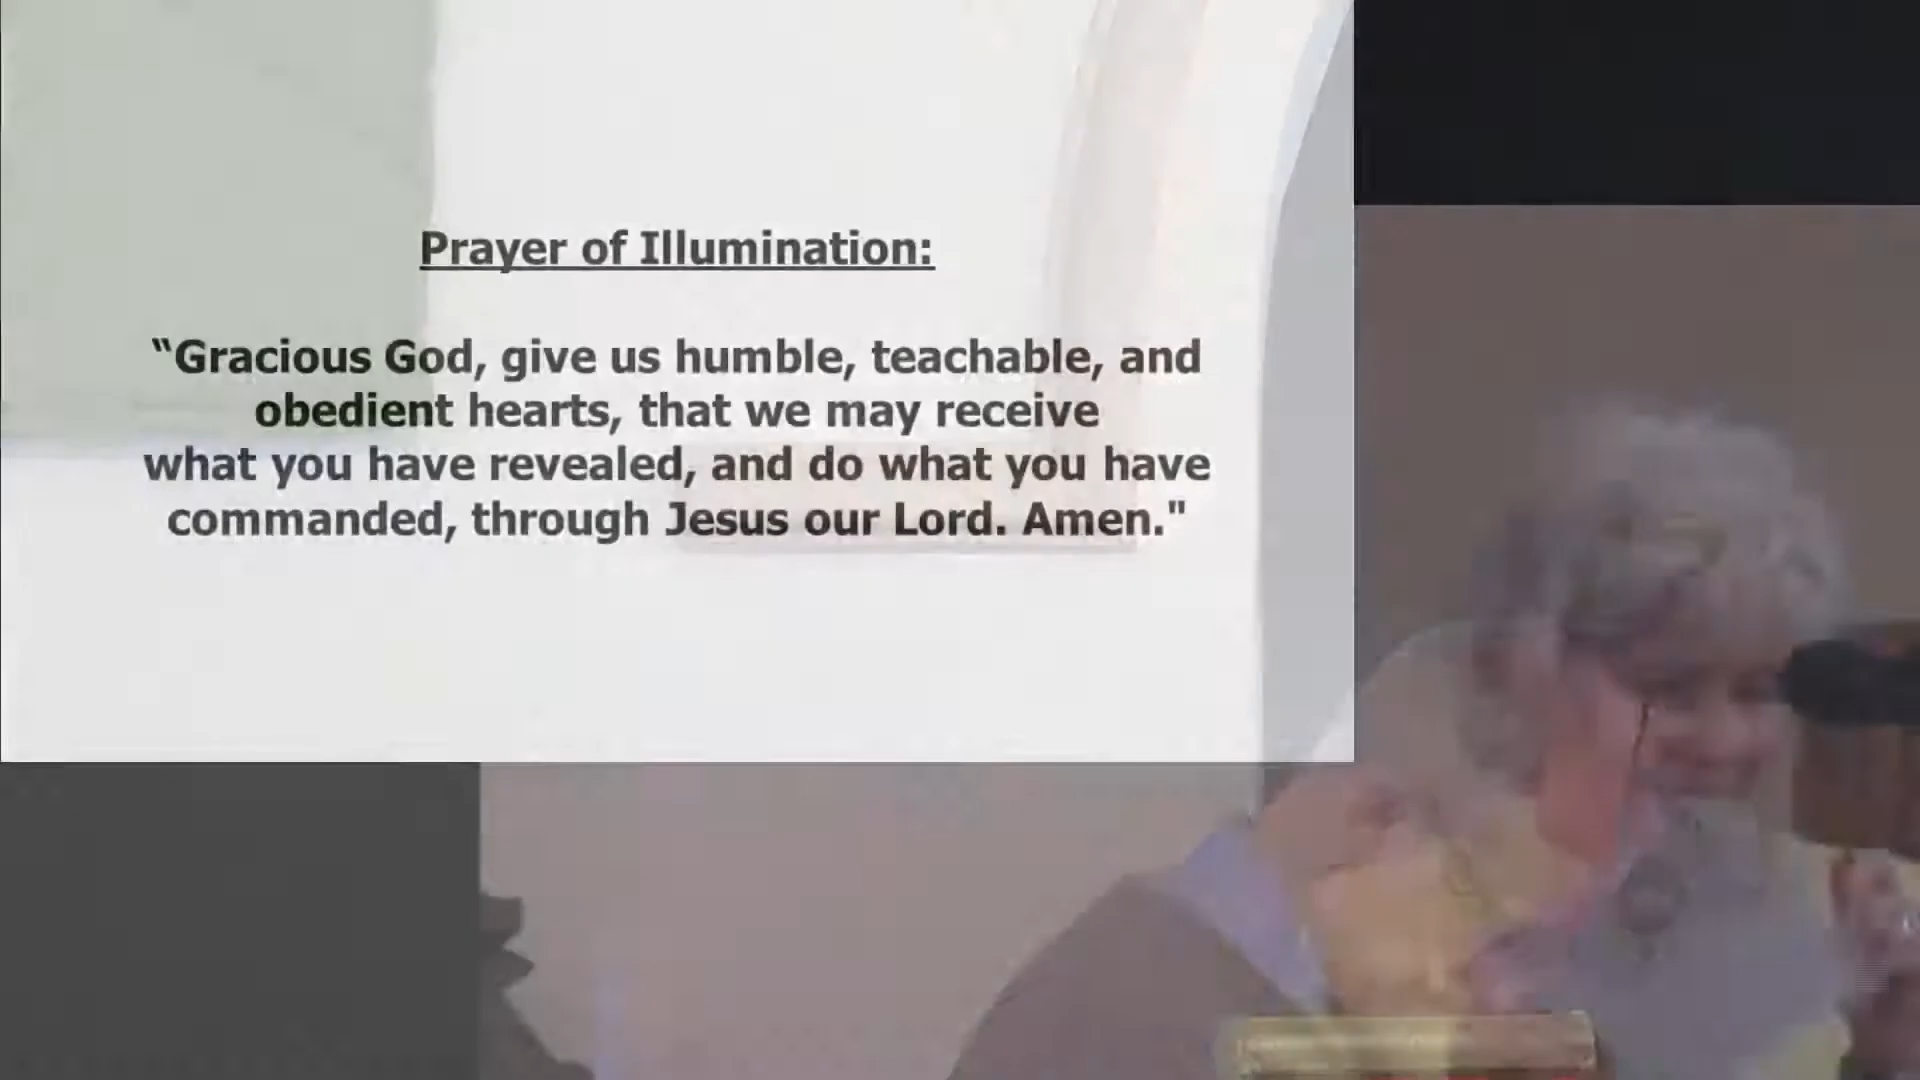 Prayer of Illumination:
“Gracious God, give us humble, teachable, and
obedient hearts, that we may receive
what you have revealed, and do what you have
commanded, through Jesus our Lord. Amen."